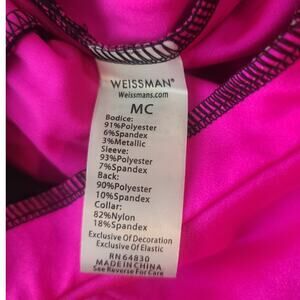 WEISSMAN®
Weissmans.com
MC
Bodice:
91%Polyester
6%Spandex
3%Metallic
Sleeve:
93%Polyester
7%Spandex
Back:
90%Polyester
10%Spandex
Collar:
82%Nylon
18%Spandex
Exclusive Of Decoration
Exclusive Of Elastic
RN64830
MADE IN CHINA
See Reverse For Care